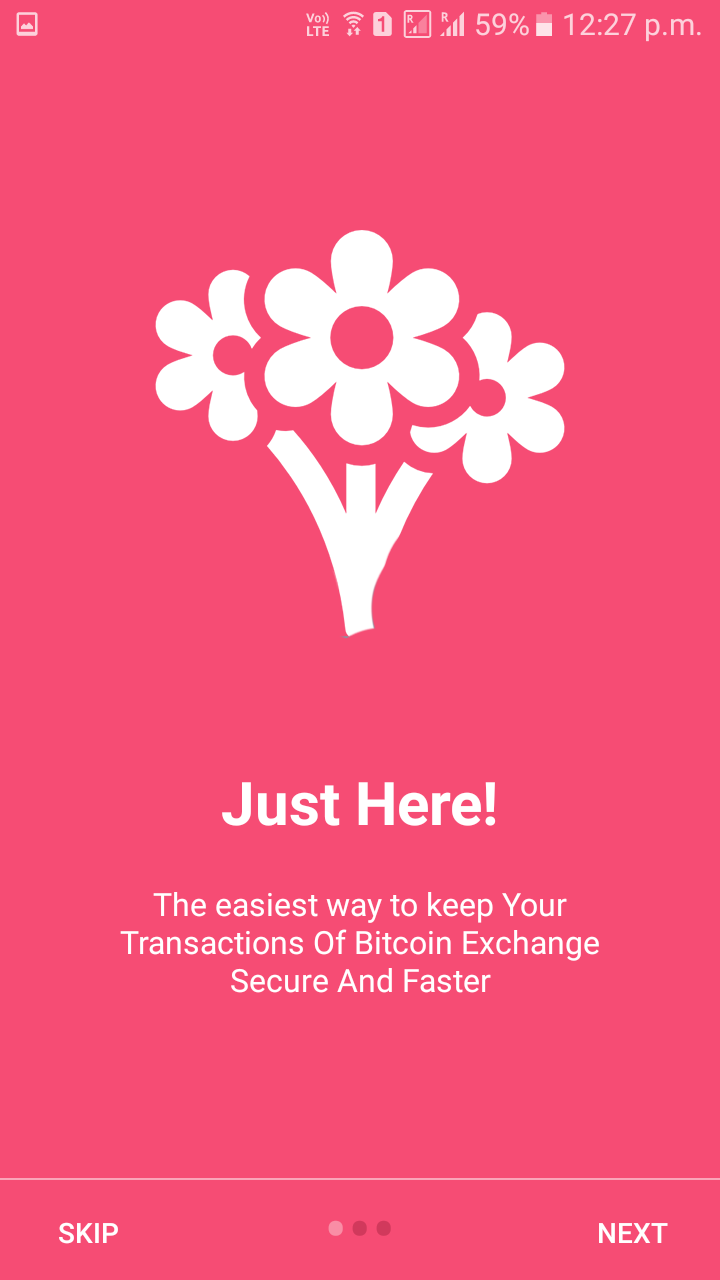 Vo)) LTE 1 R R 59% 12:27 p.m.
Just Here!
The easiest way to keep Your
Transactions Of Bitcoin Exchange
Secure And Faster
SKIP NEXT